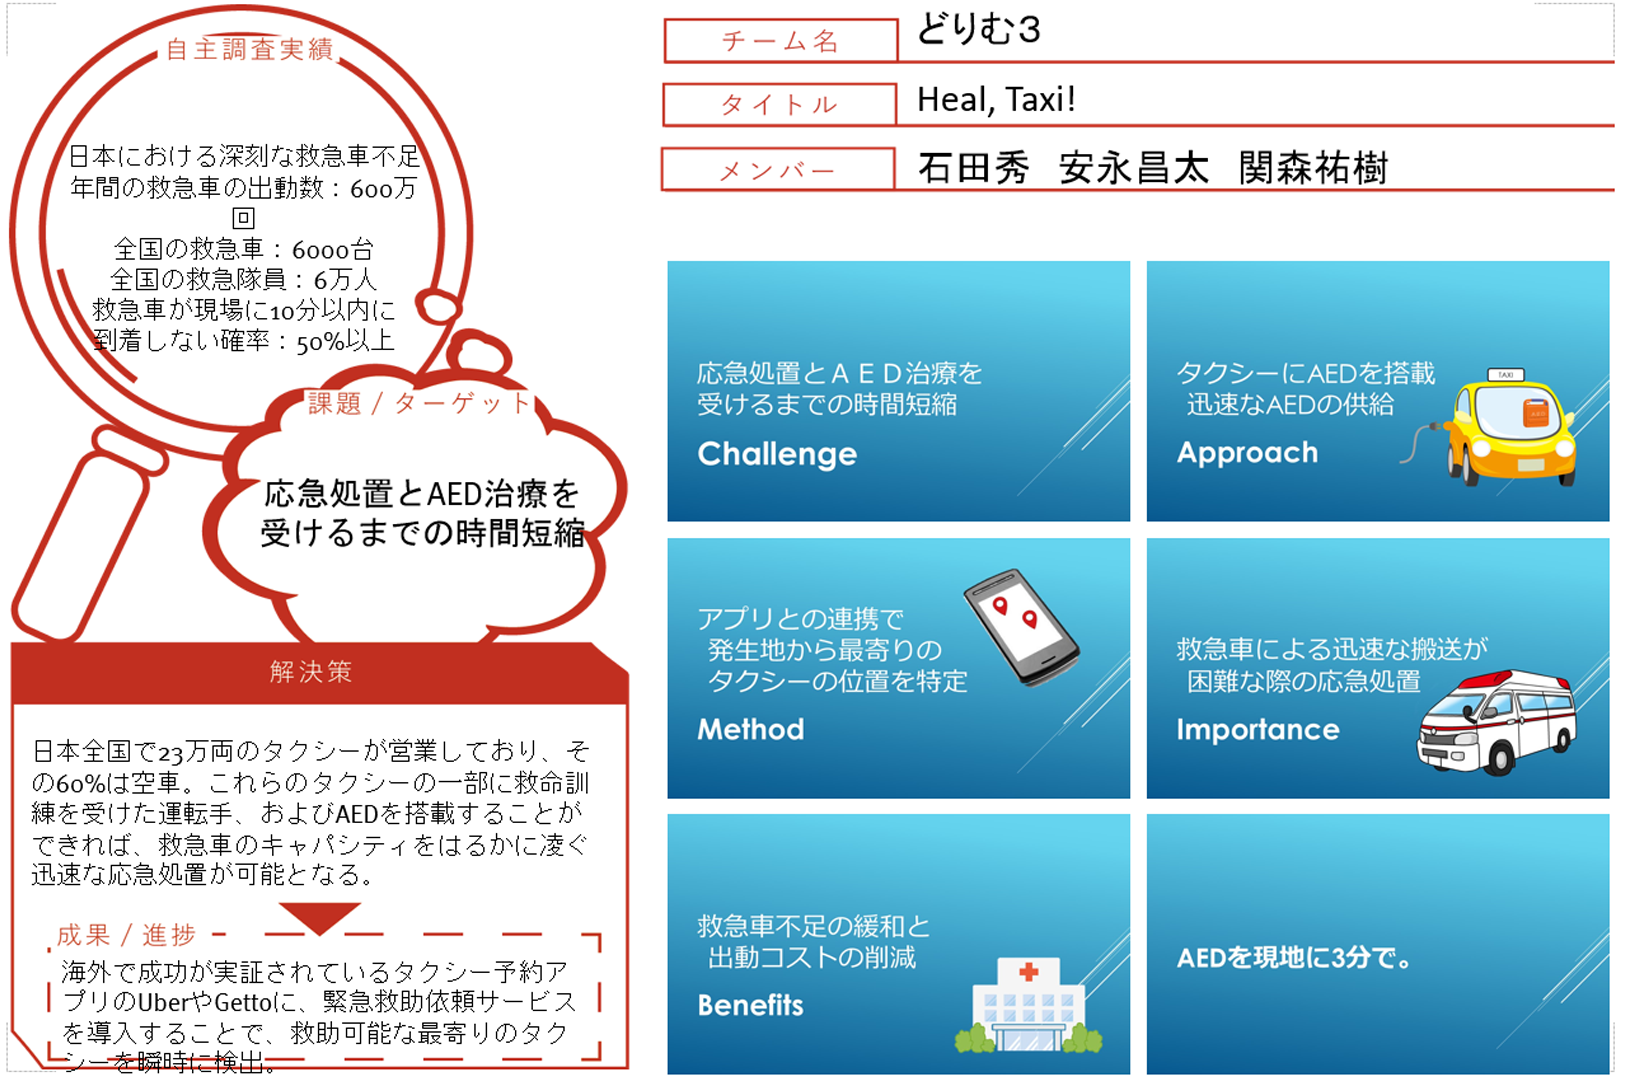 自主調査実績
日本における深刻な救急車不足
年間の救急車の出動数：600万
回
全国の救急車：6000台
全国の救急隊員：6万人
救急車が現場に10分以内に
到着しない確率：50%以上
課題 / ターゲット
応急処置とAED治療を
受けるまでの時間短縮
解決策
日本全国で23万両のタクシーが営業しており、そ
の60%は空車。これらのタクシーの一部に救命訓
練を受けた運転手、およびAEDを搭載することが
できれば、救急車のキャパシティをはるかに凌ぐ
迅速な応急処置が可能となる。
成果 / 進捗
海外で成功が実証されているタクシー予約ア
プリのUberやGettoに、緊急救助依頼サービス
を導入することで、救助可能な最寄りのタク
シーを瞬時に検出。
チーム名
どりむ３
タイトル
Heal, Taxi!
メンバー
石田秀　安永昌太　関森祐樹
応急処置とＡＥＤ治療を
受けるまでの時間短縮
Challenge
タクシーにAEDを搭載
迅速なAEDの供給
Approach
TAXI
AED
アプリとの連携で
発生地から最寄りの
タクシーの位置を特定
Method
救急車による迅速な搬送が
困難な際の応急処置
Importance
救急車不足の緩和と
出動コストの削減
Benefits
AEDを現地に3分で。